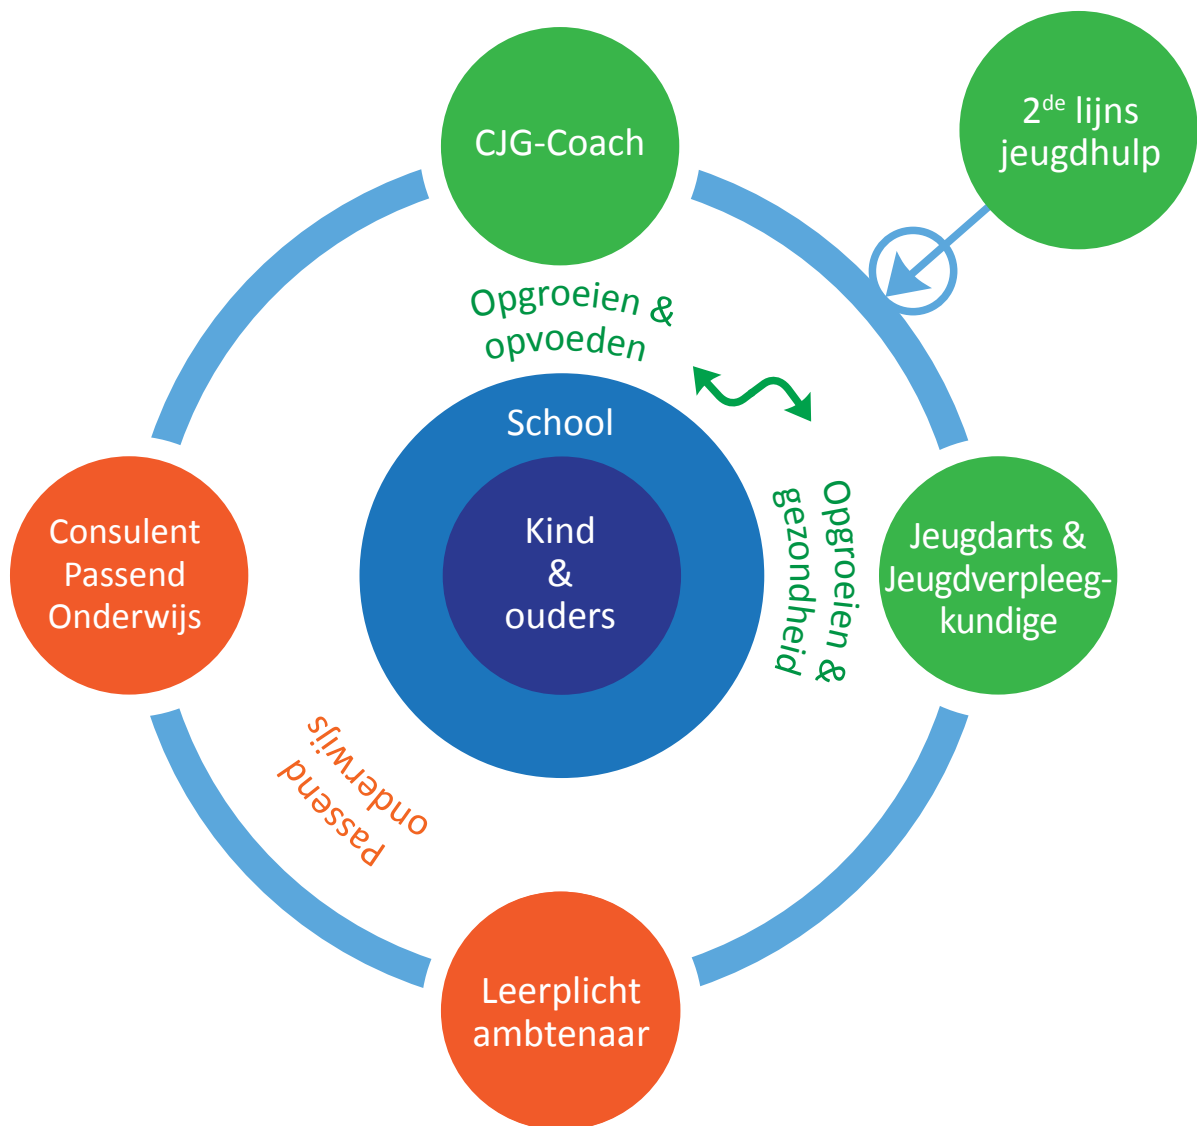 CJG-Coach
2de lijns
jeugdhulp
Opgroeien &
opvoeden
School
Kind
&
ouders
Opgroeien &
gezondheid
Jeugdarts &
Jeugdverpleeg-
kundige
Consulent
Passend
Onderwijs
Passend
onderwijs
Leerplicht
ambtenaar